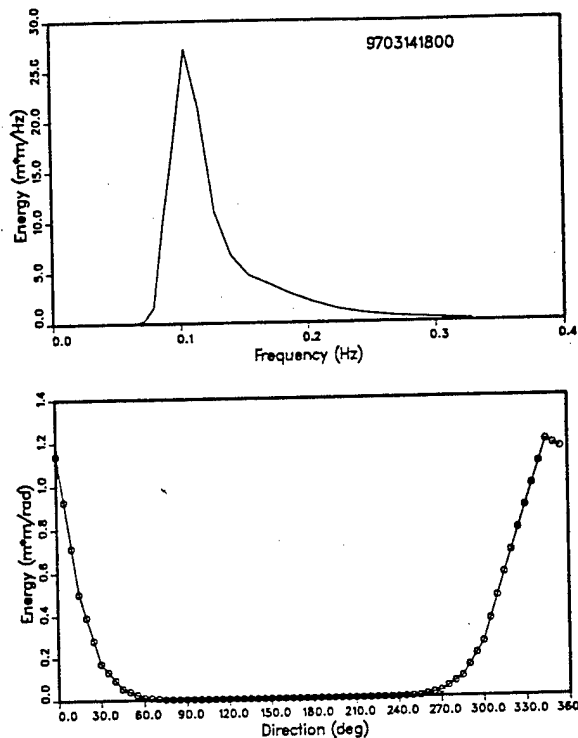 9703141800
30.0
25.0
20.0
15.0
10.0
5.0
0.0
Energy (m*m/Hz)
0.0 0.1 0.2 0.3 0.4
Frequency (Hz)
1.4
1.2
1.0
0.8
0.6
0.4
0.2
0.0
Energy (m*m/rad)
0.0 30.0 60.0 90.0 120.0 150.0 180.0 210.0 240.0 270.0 300.0 330.0 360
Direction (deg)